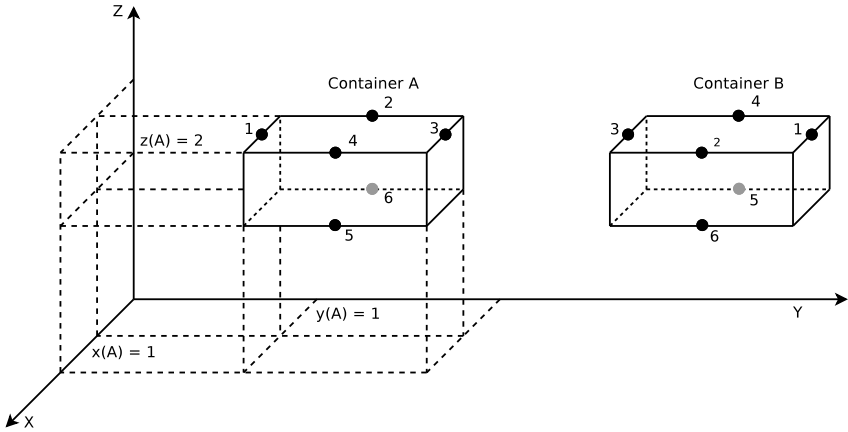 Z
Container A
Container B
2
4
1
3
3
1
z(A) = 2
4
2
6
5
5
6
y(A) = 1
Y
x(A) = 1
X